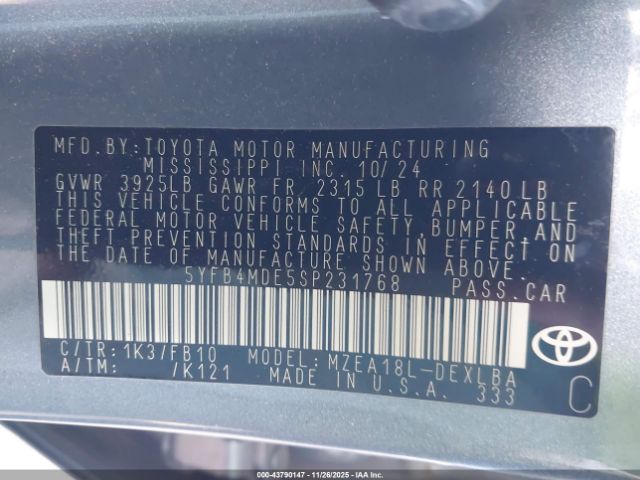 MFD. BY: TOYOTA MOTOR MANUFACTURING
MISSISSIPPI INC. 10/24
GVWR 3925LB GAWR FR 2315 LB RR 2140 LB
THIS VEHICLE CONFORMS TO ALL APPLICABLE
FEDERAL MOTOR VEHICLE SAFETY, BUMPER AND
THEFT PREVENTION STANDARDS IN EFFECT ON
THE DATE OF MANUFACTURE SHOWN ABOVE.
5YFB4MDE5SP231768 PASS. CAR
C/TR: 1K3/FB10 MODEL: MZEA18L-DEXLBA
A/TM: /K121 MADE IN U.S.A. 333
TOYOTA
C
000-43790147 - 11/26/2025 - IAAI.COM